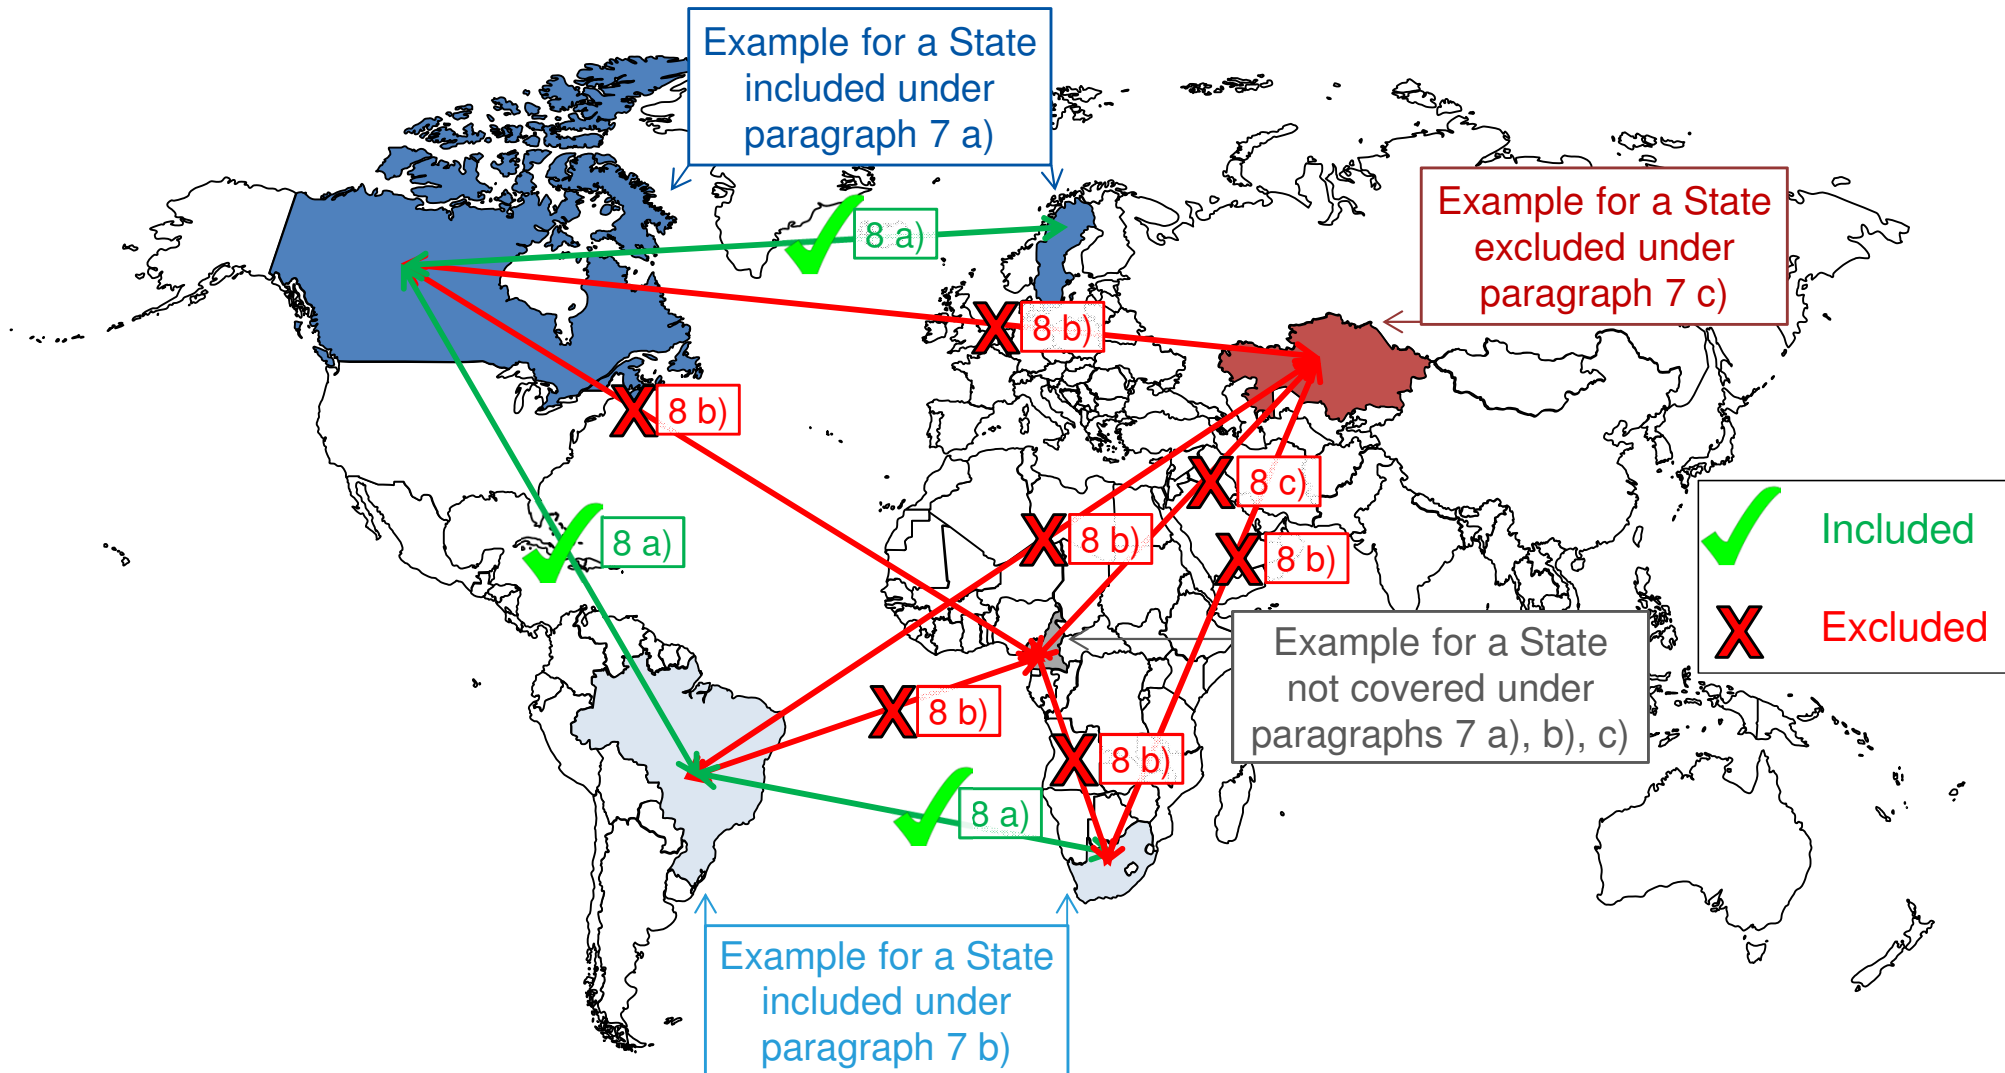 Example for a State
included under
paragraph 7 a)
Example for a State
excluded under
paragraph 7 c)
8 a)
8 b)
8 b)
8 c)
8 a)
8 b)
8 b)
Included
Excluded
Example for a State
not covered under
paragraphs 7 a), b), c)
8 b)
8 b)
8 a)
Example for a State
included under
paragraph 7 b)